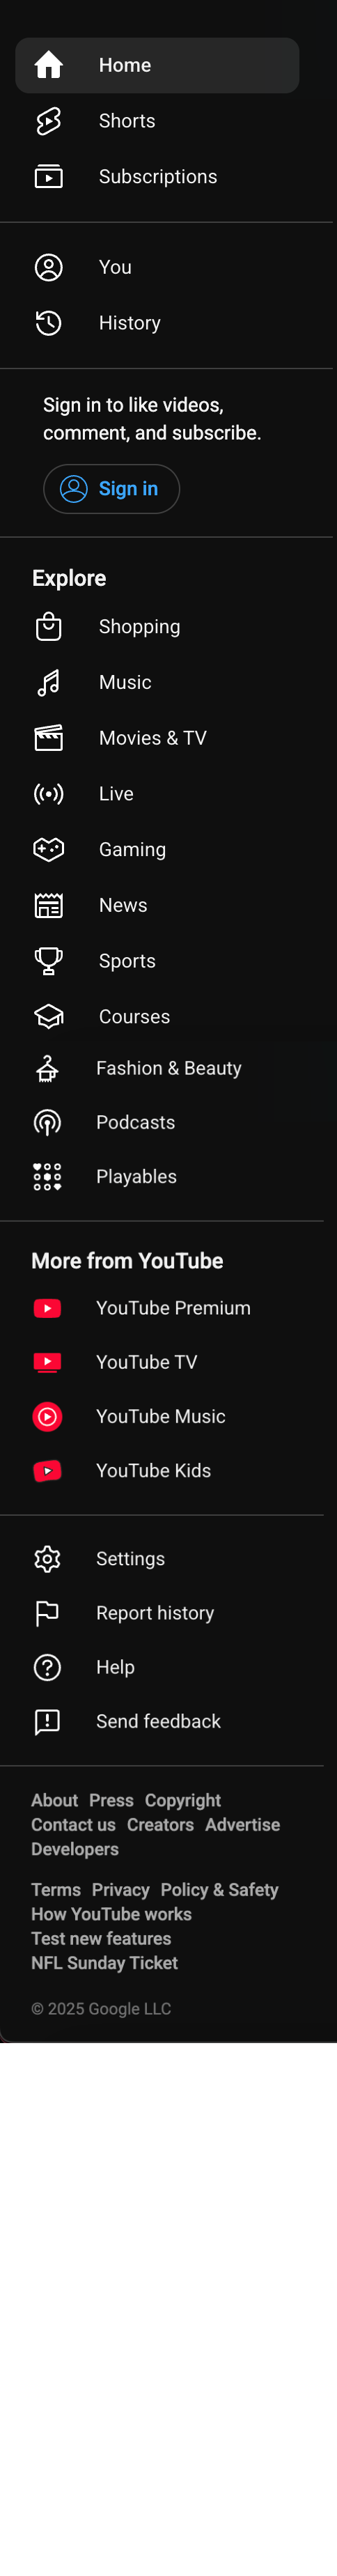 Home
Shorts
Subscriptions
You
History
Sign in to like videos,
comment, and subscribe.
Sign in
Explore
Shopping
Music
Movies & TV
Live
Gaming
News
Sports
Courses
Fashion & Beauty
Podcasts
Playables
More from YouTube
YouTube Premium
YouTube TV
YouTube Music
YouTube Kids
Settings
Report history
Help
Send feedback
About Press Copyright
Contact us Creators Advertise
Developers
Terms Privacy Policy & Safety
How YouTube works
Test new features
NFL Sunday Ticket
© 2025 Google LLC